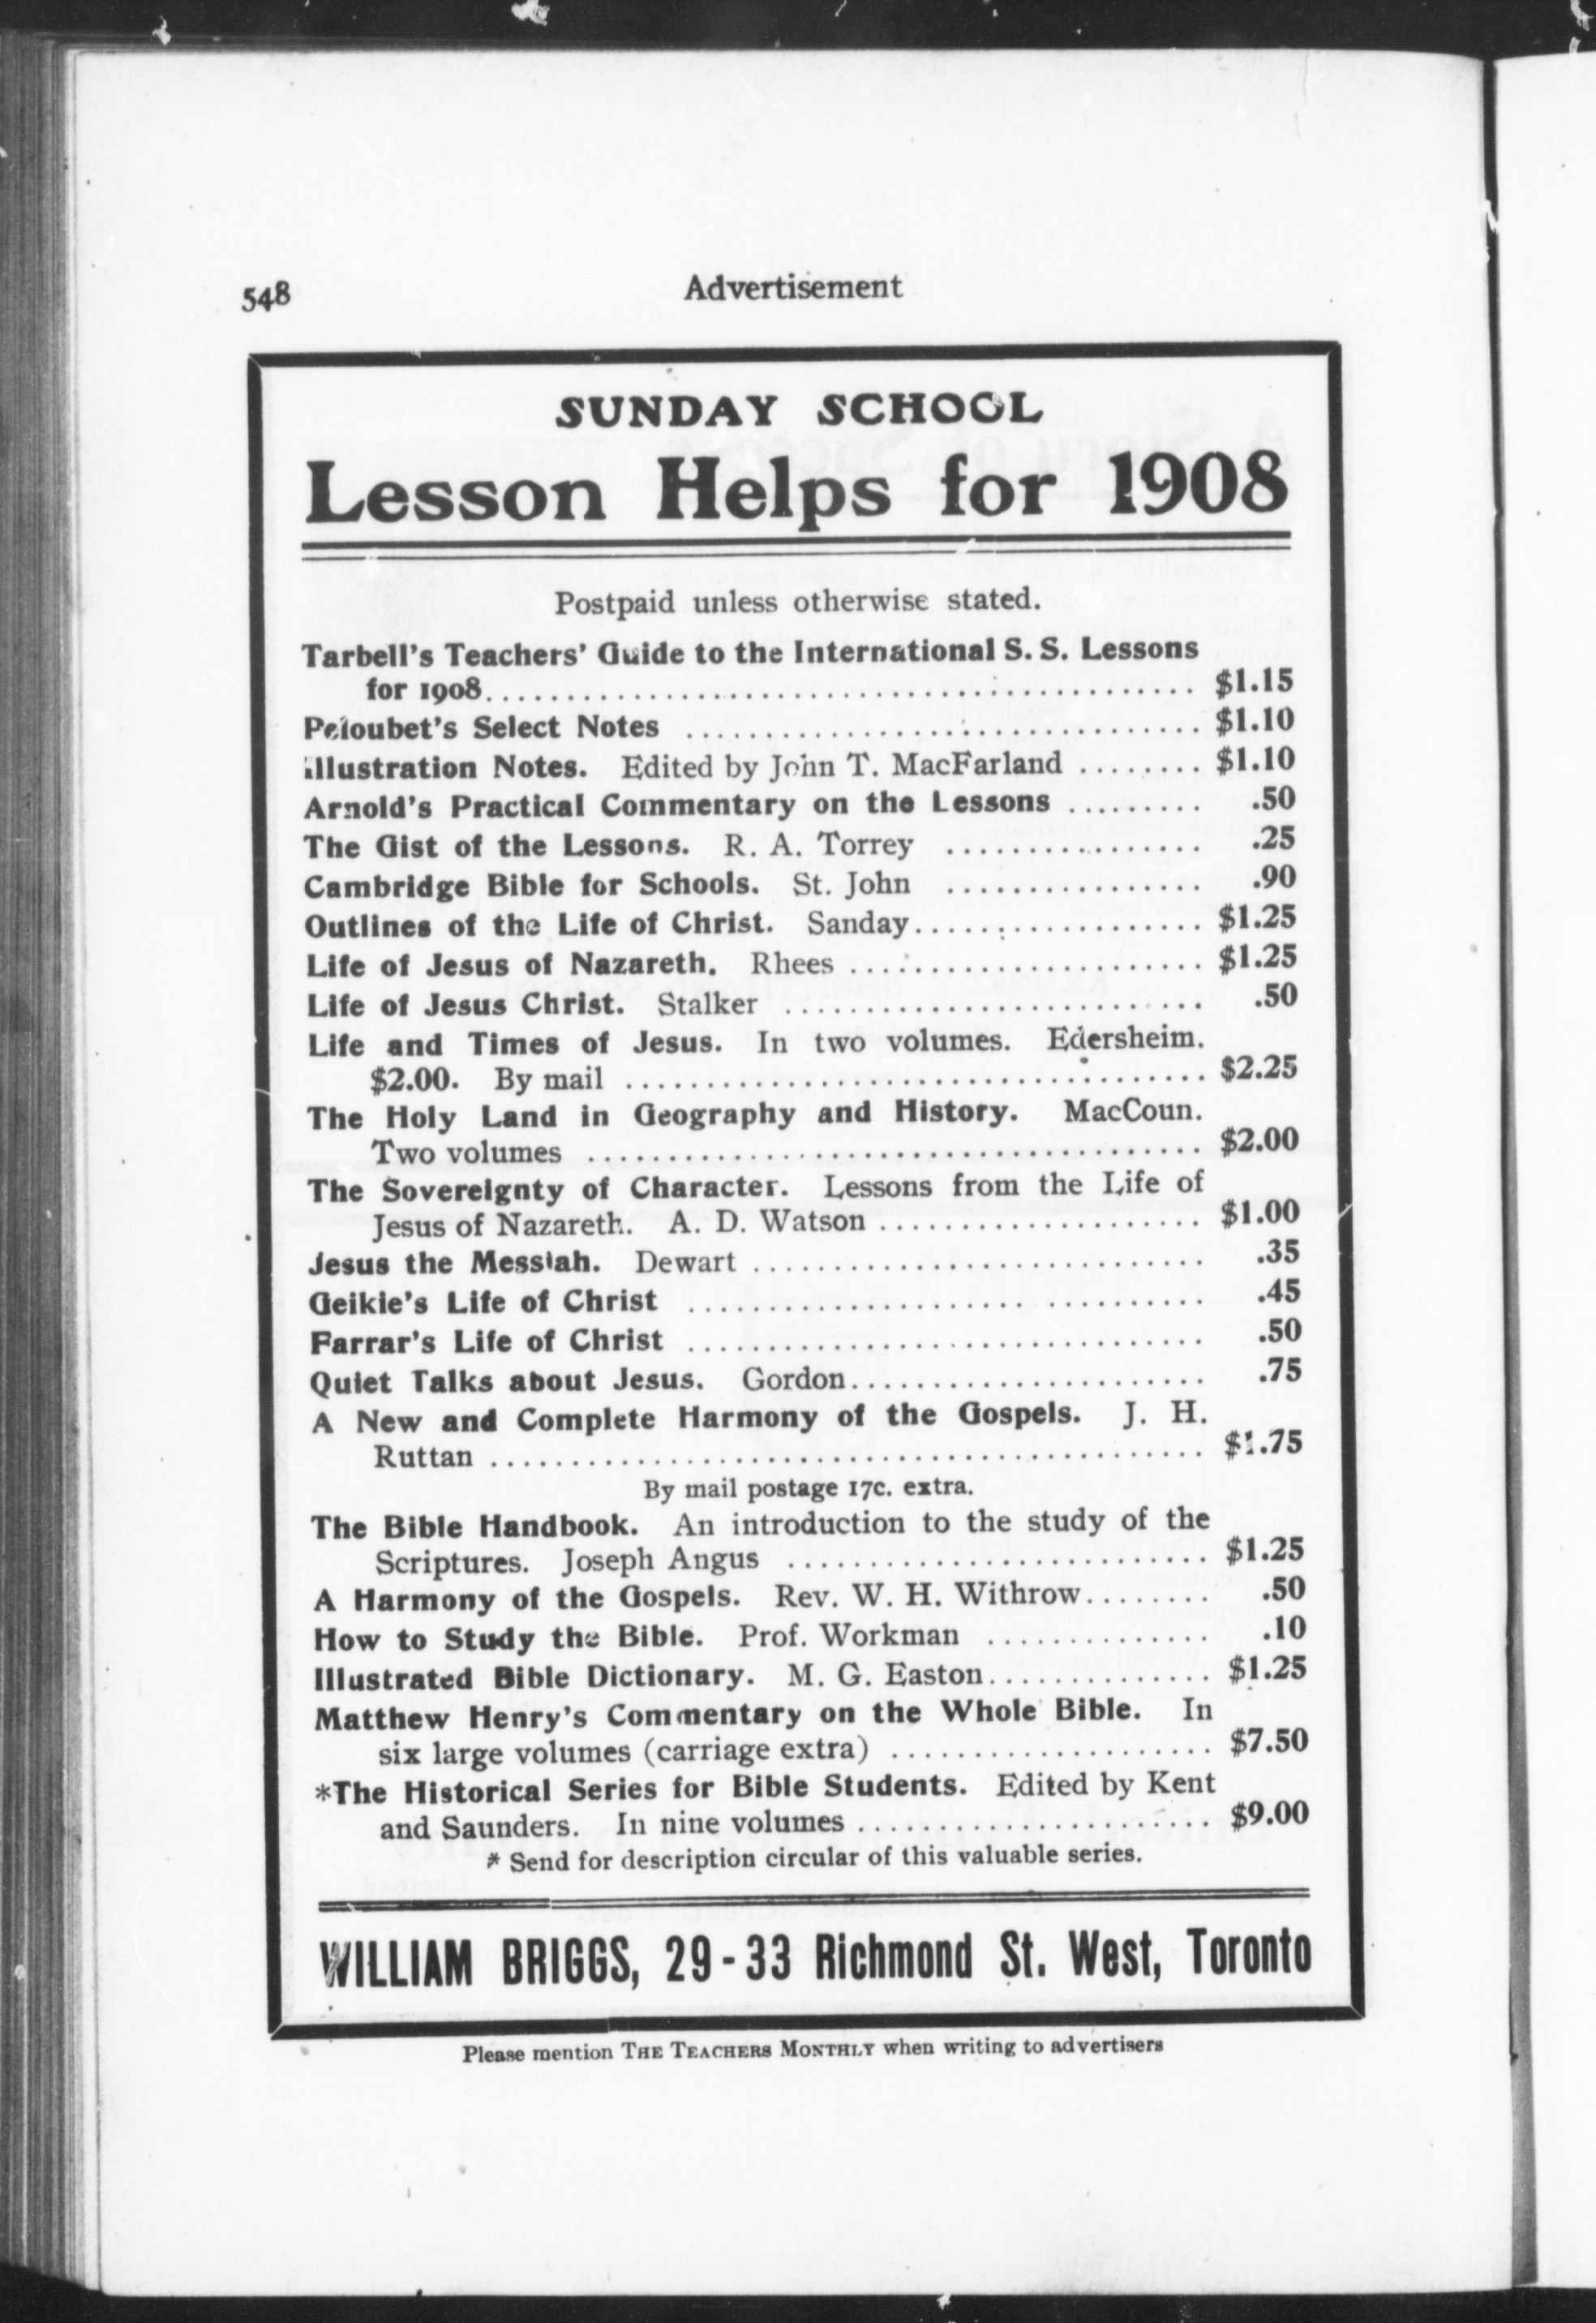 548
Advertisement
SUNDAY SCHOOL
Lesson Helps for 1908
Postpaid unless otherwise stated.
Tarbell's Teachers' Guide to the International S. S. Lessons
for 1908........................................ $1.15
Peloubet's Select Notes ................................ $1.10
Illustration Notes. Edited by John T. MacFarland ........ $1.10
Arnold's Practical Commentary on the Lessons ......... .50
The Gist of the Lessons. R. A. Torrey ................ .25
Cambridge Bible for Schools. St. John ................ .90
Outlines of the Life of Christ. Sanday.................. $1.25
Life of Jesus of Nazareth. Rhees ...................... $1.25
Life of Jesus Christ. Stalker .......................... .50
Life and Times of Jesus. In two volumes. Edersheim.
$2.00. By mail .................................... $2.25
The Holy Land in Geography and History. MacCoun.
Two volumes ...................................... $2.00
The Sovereignty of Character. Lessons from the Life of
Jesus of Nazareth. A. D. Watson .................... $1.00
Jesus the Messiah. Dewart ............................ .35
Geikie's Life of Christ ................................ .45
Farrar's Life of Christ ................................ .50
Quiet Talks about Jesus. Gordon...................... .75
A New and Complete Harmony of the Gospels. J. H.
Ruttan ............................................ $1.75
By mail postage 17c. extra.
The Bible Handbook. An introduction to the study of the
Scriptures. Joseph Angus .......................... $1.25
A Harmony of the Gospels. Rev. W. H. Withrow........ .50
How to Study the Bible. Prof. Workman .............. .10
Illustrated Bible Dictionary. M. G. Easton.............. $1.25
Matthew Henry's Commentary on the Whole Bible. In
six large volumes (carriage extra) .................... $7.50
*The Historical Series for Bible Students. Edited by Kent
and Saunders. In nine volumes ...................... $9.00
* Send for description circular of this valuable series.
WILLIAM BRIGGS, 29-33 Richmond St. West, Toronto
Please mention THE TEACHERS MONTHLY when writing to advertisers